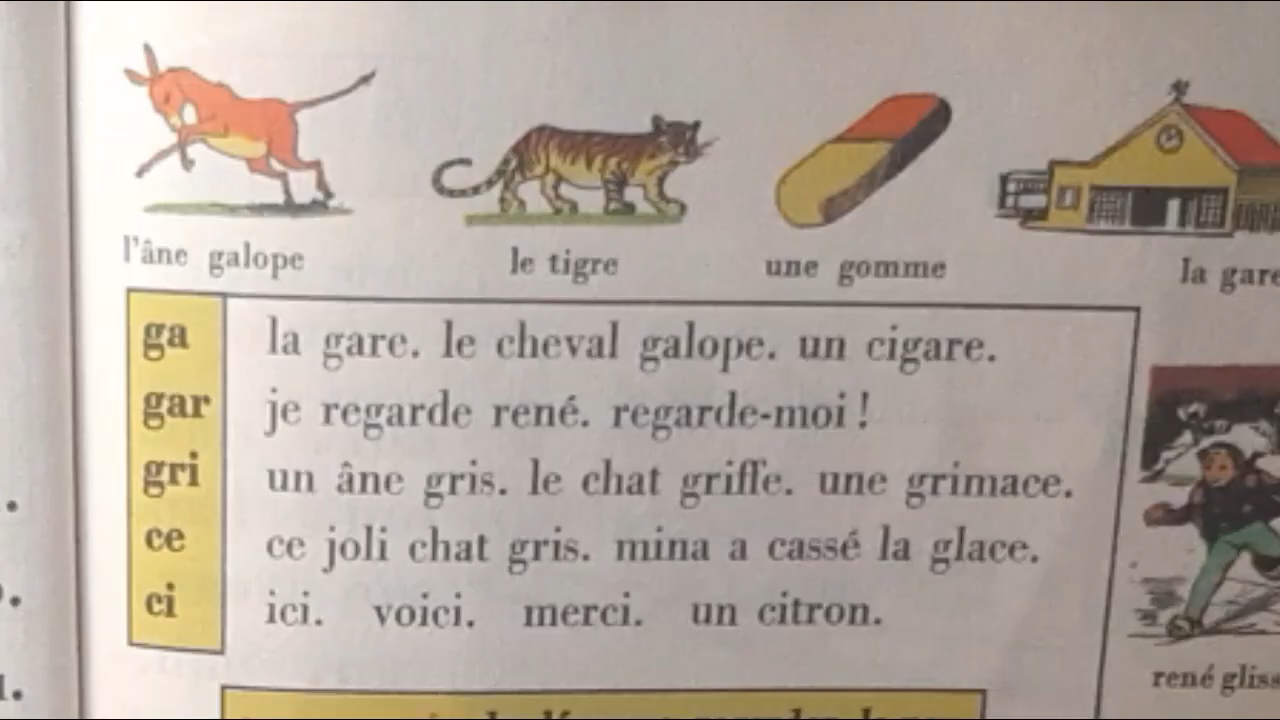 l'âne galope
le tigre
une gomme
la gare
ga
la gare. le cheval galope. un cigare.
gar
je regarde rené. regarde-moi !
gri
un âne gris. le chat griffe. une grimace.
ce
ce joli chat gris. mina a cassé la glace.
ci
ici. voici. merci. un citron.
rené gliss